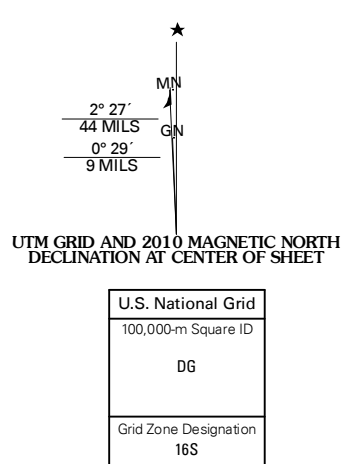 ★
MN
2° 27´
44 MILS
GN
0° 29´
9 MILS
UTM GRID AND 2010 MAGNETIC NORTH
DECLINATION AT CENTER OF SHEET
U.S. National Grid
100,000-m Square ID
DG
Grid Zone Designation
16S